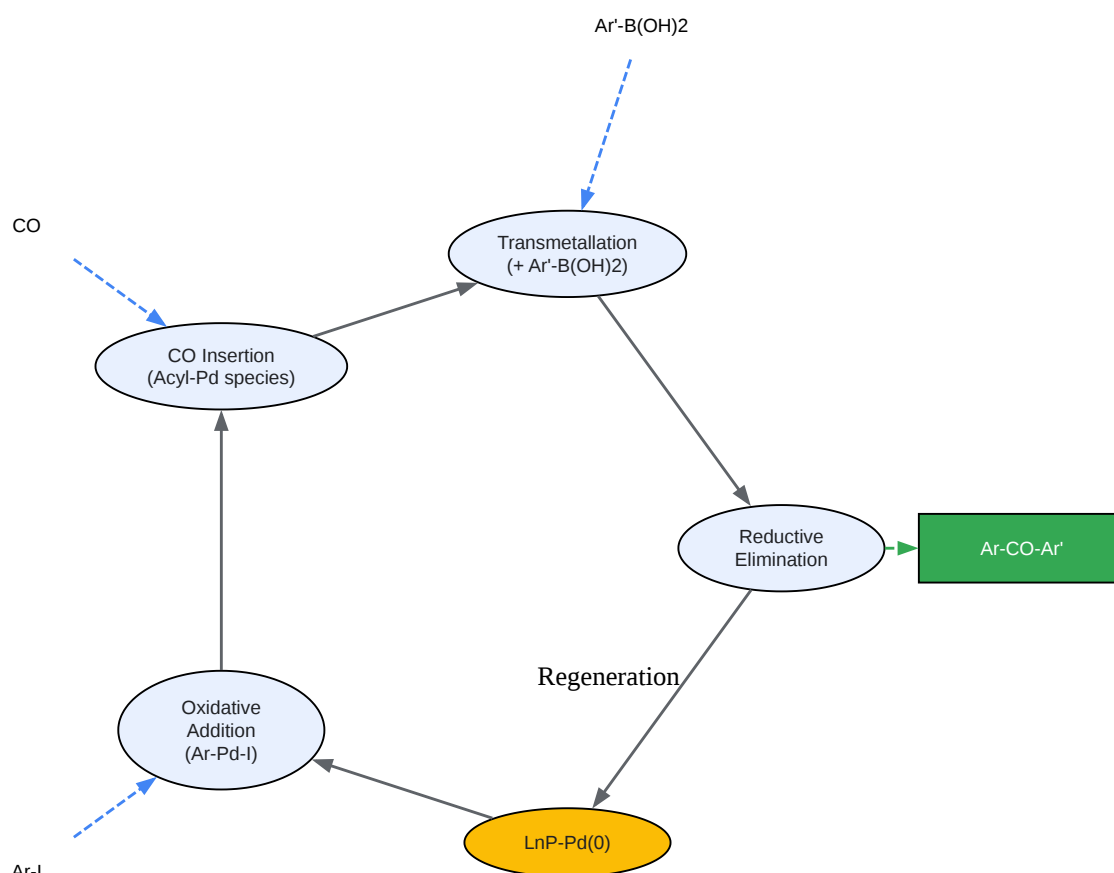 Ar'-B(OH)2
CO
Transmetallation
(+ Ar'-B(OH)2)
CO Insertion
(Acyl-Pd species)
Reductive
Elimination
Ar-CO-Ar'
Regeneration
Oxidative
Addition
(Ar-Pd-I)
LnP-Pd(0)
Ar-I